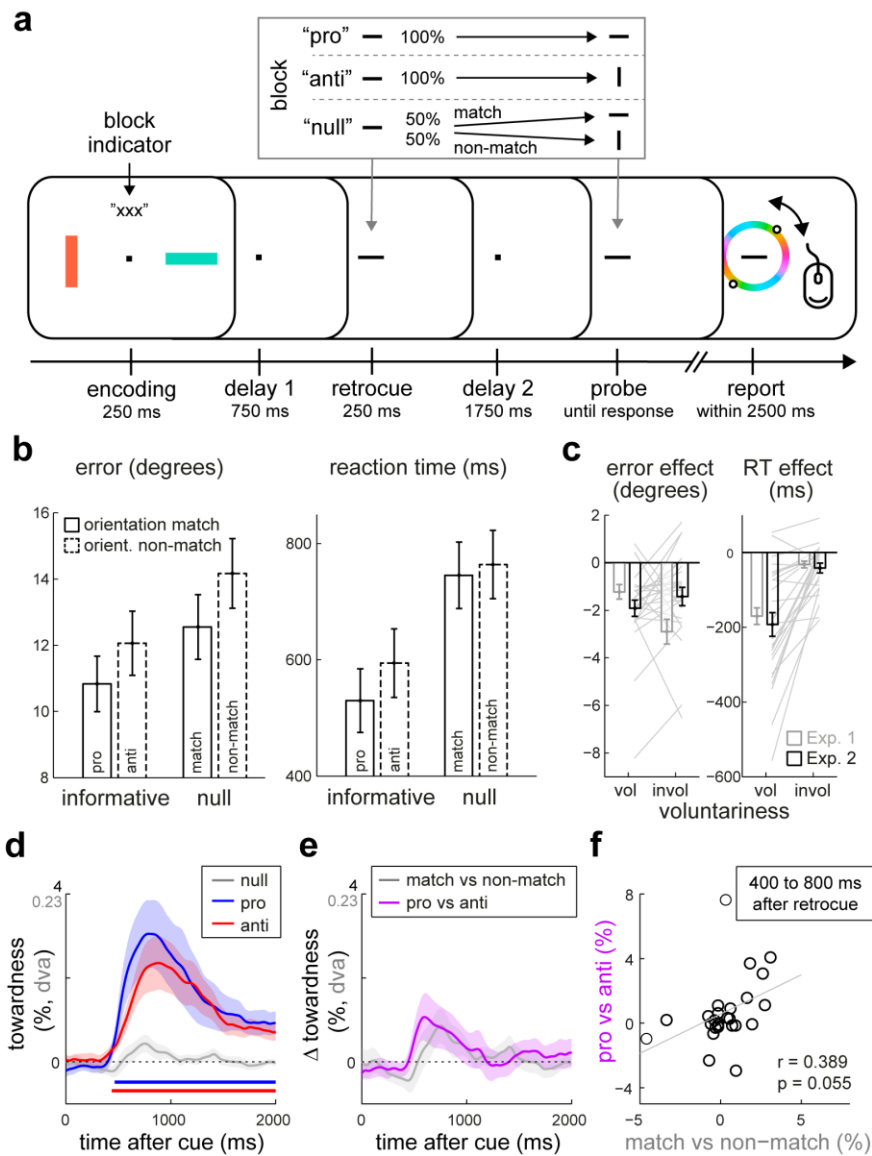 a
"pro"
100%
"anti"
100%
block
"null"
50%
50%
match
non-match
block
indicator
"xxx"
encoding
250 ms
delay 1
750 ms
retrocue
250 ms
delay 2
1750 ms
probe
until response
report
within 2500 ms
b
error (degrees)
16
14
12
10
8
orientation match
orient. non-match
pro
anti
match
non-match
informative
null
reaction time (ms)
800
600
400
pro
anti
match
non-match
informative
null
c
error effect
(degrees)
2
0
−2
−4
−6
−8
vol
invol
RT effect
(ms)
0
−200
−400
−600
vol
invol
Exp. 1
Exp. 2
voluntariness
d
4
0.23
0
towardness
(%, dva)
null
pro
anti
0
1000
2000
time after cue (ms)
e
4
0.23
0
Δ towardness
(%, dva)
match vs non−match
pro vs anti
0
1000
2000
time after cue (ms)
f
8
4
0
−4
pro vs anti (%)
400 to 800 ms
after retrocue
r = 0.389
p = 0.055
−5
0
5
match vs non−match (%)